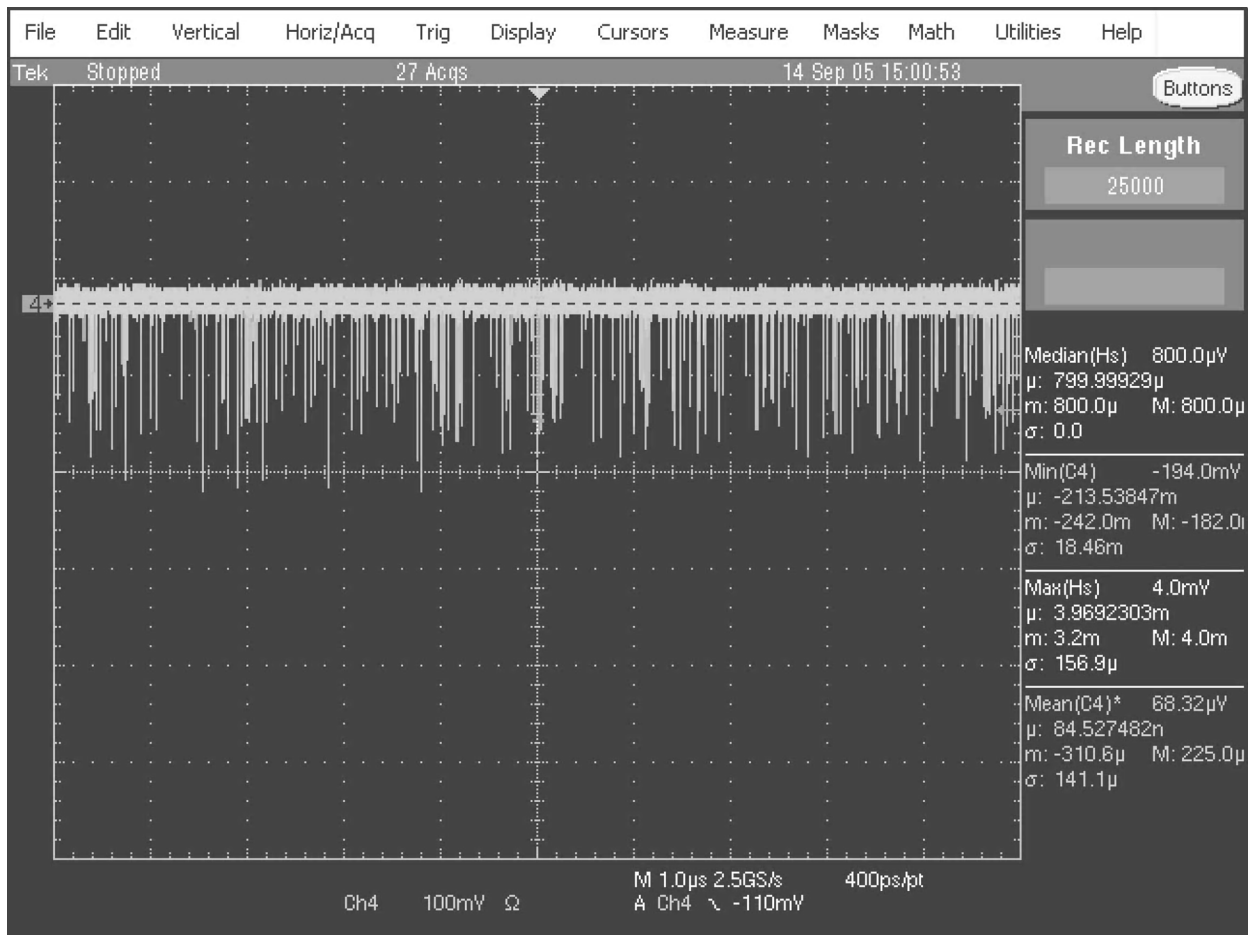 File Edit Vertical Horiz/Acq Trig Display Cursors Measure Masks Math Utilities Help
Tek Stopped 27 Acqs 14 Sep 05 15:00:53
Buttons
Rec Length
25000
4
Median(Hs) 800.0µV
µ: 799.99929µ
m: 800.0µ M: 800.0µ
σ: 0.0
Min(C4) -194.0mV
µ: -213.53847m
m: -242.0m M: -182.0
σ: 18.46m
Max(Hs) 4.0mV
µ: 3.9692303m
m: 3.2m M: 4.0m
σ: 156.9µ
Mean(C4)* 68.32µV
µ: 84.527482n
m: -310.6µ M: 225.0µ
σ: 141.1µ
M 1.0µs 2.5GS/s 400ps/pt
Ch4 100mV Ω A Ch4 -110mV